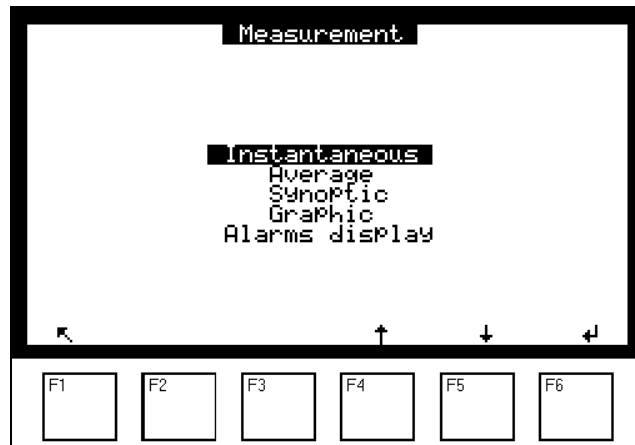 Measurement
Instantaneous
Average
Synoptic
Graphic
Alarms display
F1 F2 F3 F4 F5 F6